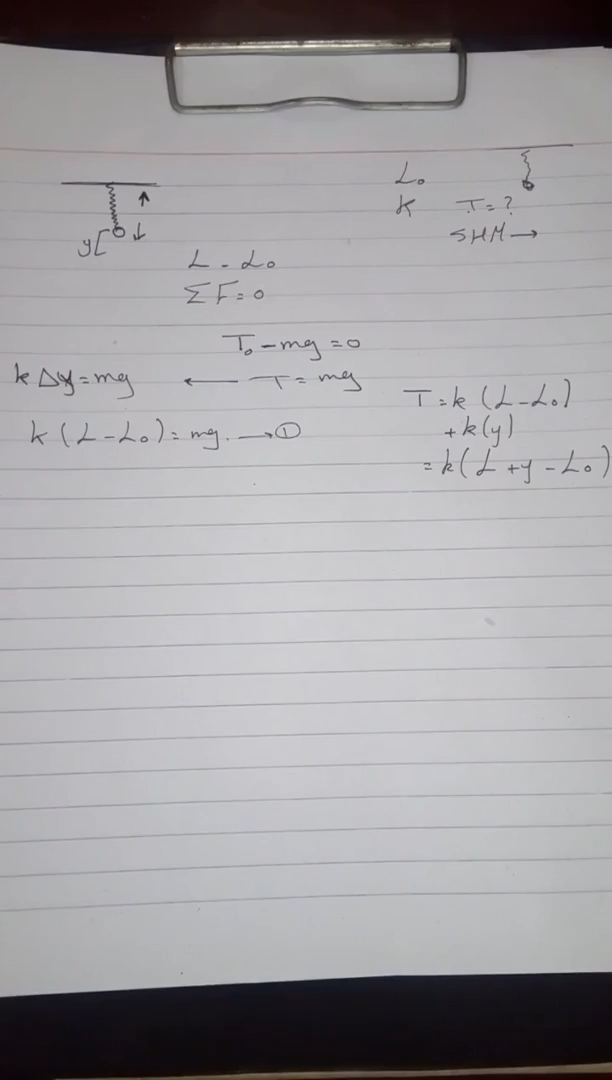 L₀
k T = ?
SHM →
y[
L - L₀
ΣF = 0
T₀ - mg = 0
kΔy = mg ← T = mg
k(L - L₀) = mg. → ①
T = k(L - L₀)
+ k(y)
= k(L + y - L₀)